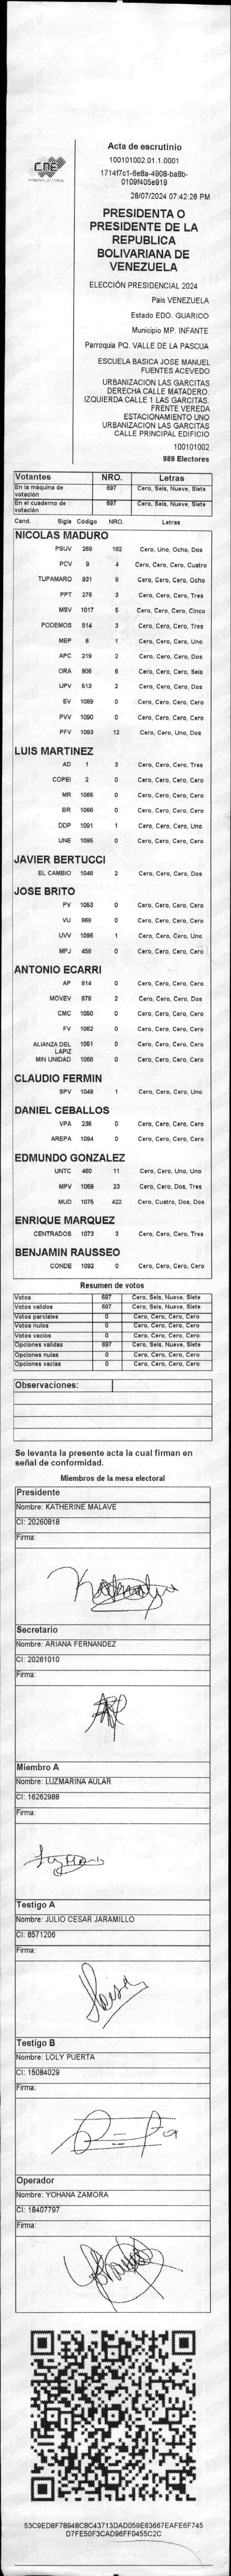 Acta de escrutinio
100101002.01.1.0001
1714f7c1-6e8a-4908-ba8b-
0109f405e919
28/07/2024 07:42:28 PM
CNE
PRESIDENTA O
PRESIDENTE DE LA
REPUBLICA
BOLIVARIANA DE
VENEZUELA
ELECCIÓN PRESIDENCIAL 2024
País VENEZUELA
Estado EDO. GUARICO
Municipio MP. INFANTE
Parroquia PQ. VALLE DE LA PASCUA
ESCUELA BASICA JOSE MANUEL
FUENTES ACEVEDO
URBANIZACION LAS GARCITAS
DERECHA CALLE MATADERO.
IZQUIERDA CALLE 1 LAS GARCITAS.
FRENTE VEREDA
ESTACIONAMIENTO UNO
URBANIZACION LAS GARCITAS
CALLE PRINCIPAL EDIFICIO
100101002
989 Electores
Votantes NRO. Letras
En la máquina de votación 697 Cero, Seis, Nueve, Siete
En el cuaderno de votación 697 Cero, Seis, Nueve, Siete
Cand. Sigla Código NRO. Letras
NICOLAS MADURO
PSUV 269 182 Cero, Uno, Ocho, Dos
PCV 9 4 Cero, Cero, Cero, Cuatro
TUPAMARO 931 8 Cero, Cero, Cero, Ocho
PPT 276 3 Cero, Cero, Cero, Tres
MSV 1017 5 Cero, Cero, Cero, Cinco
PODEMOS 514 3 Cero, Cero, Cero, Tres
MEP 6 1 Cero, Cero, Cero, Uno
APC 219 2 Cero, Cero, Cero, Dos
ORA 906 6 Cero, Cero, Cero, Seis
UPV 513 2 Cero, Cero, Cero, Dos
EV 1089 0 Cero, Cero, Cero, Cero
PVV 1090 0 Cero, Cero, Cero, Cero
PFV 1093 12 Cero, Cero, Uno, Dos
LUIS MARTINEZ
AD 1 3 Cero, Cero, Cero, Tres
COPEI 2 0 Cero, Cero, Cero, Cero
MR 1065 0 Cero, Cero, Cero, Cero
BR 1066 0 Cero, Cero, Cero, Cero
DDP 1091 1 Cero, Cero, Cero, Uno
UNE 1095 0 Cero, Cero, Cero, Cero
JAVIER BERTUCCI
EL CAMBIO 1048 2 Cero, Cero, Cero, Dos
JOSE BRITO
PV 1053 0 Cero, Cero, Cero, Cero
VU 968 0 Cero, Cero, Cero, Cero
UVV 1096 1 Cero, Cero, Cero, Uno
MPJ 458 0 Cero, Cero, Cero, Cero
ANTONIO ECARRI
AP 914 0 Cero, Cero, Cero, Cero
MOVEV 878 2 Cero, Cero, Cero, Dos
CMC 1050 0 Cero, Cero, Cero, Cero
FV 1062 0 Cero, Cero, Cero, Cero
ALIANZA DEL LAPIZ 1051 0 Cero, Cero, Cero, Cero
MIN UNIDAD 1068 0 Cero, Cero, Cero, Cero
CLAUDIO FERMIN
SPV 1049 1 Cero, Cero, Cero, Uno
DANIEL CEBALLOS
VPA 236 0 Cero, Cero, Cero, Cero
AREPA 1094 0 Cero, Cero, Cero, Cero
EDMUNDO GONZALEZ
UNTC 460 11 Cero, Cero, Uno, Uno
MPV 1069 23 Cero, Cero, Dos, Tres
MUD 1075 422 Cero, Cuatro, Dos, Dos
ENRIQUE MARQUEZ
CENTRADOS 1073 3 Cero, Cero, Cero, Tres
BENJAMIN RAUSSEO
CONDE 1092 0 Cero, Cero, Cero, Cero
Resumen de votos
Votos 697 Cero, Seis, Nueve, Siete
Votos validos 697 Cero, Seis, Nueve, Siete
Votos parciales 0 Cero, Cero, Cero, Cero
Votos nulos 0 Cero, Cero, Cero, Cero
Votos vacios 0 Cero, Cero, Cero, Cero
Opciones validas 697 Cero, Seis, Nueve, Siete
Opciones nulas 0 Cero, Cero, Cero, Cero
Opciones vacias 0 Cero, Cero, Cero, Cero
Observaciones:
Se levanta la presente acta la cual firman en
señal de conformidad.
Miembros de la mesa electoral
Presidente
Nombre: KATHERINE MALAVE
CI: 20260818
Firma:
Secretario
Nombre: ARIANA FERNANDEZ
CI: 20261010
Firma:
Miembro A
Nombre: LUZMARINA AULAR
CI: 16262988
Firma:
Testigo A
Nombre: JULIO CESAR JARAMILLO
CI: 8571206
Firma:
Testigo B
Nombre: LOLY PUERTA
CI: 15084029
Firma:
Operador
Nombre: YOHANA ZAMORA
CI: 18407797
Firma:
53C9ED8F78948C8C43713DAD059E63667EAFE6F745
D7FE50F3CAD96FF0455C2C